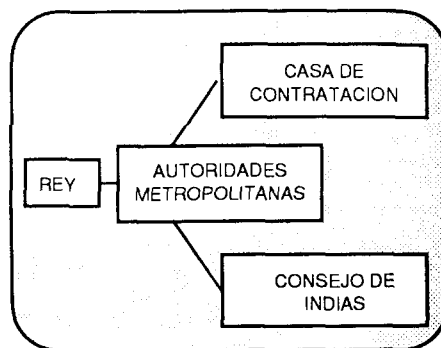 CASA DE
CONTRATACION
REY
AUTORIDADES
METROPOLITANAS
CONSEJO DE
INDIAS